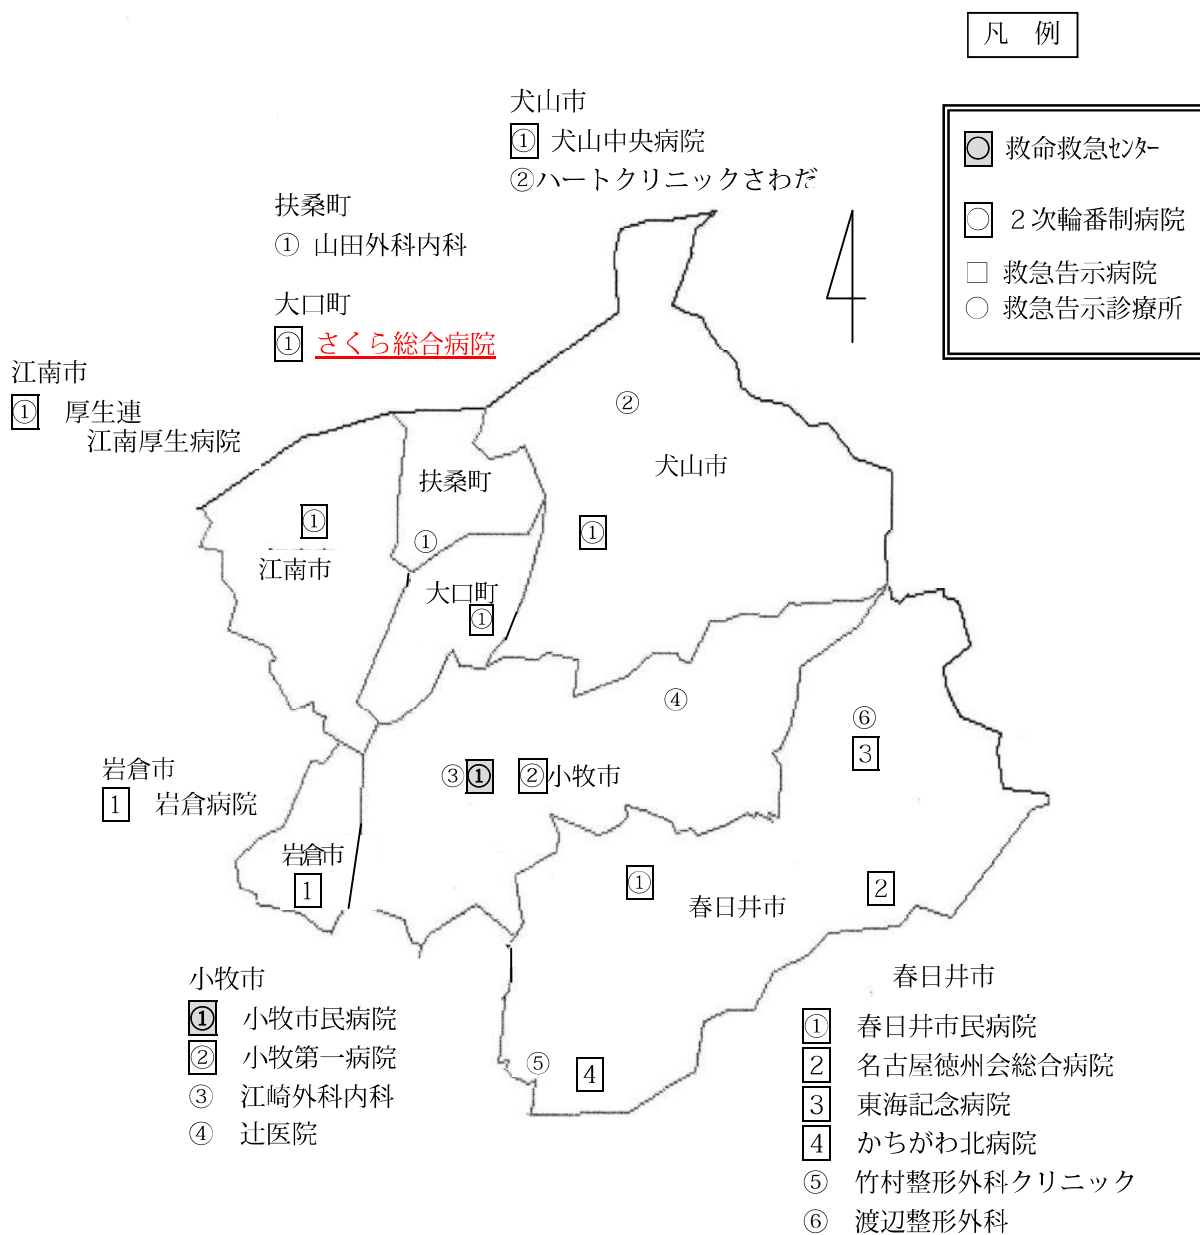 凡　例
救命救急ｾﾝﾀｰ
○ ２次輪番制病院
□ 救急告示病院
○ 救急告示診療所
犬山市
① 犬山中央病院
②ハートクリニックさわだ
扶桑町
① 山田外科内科
大口町
① さくら総合病院
江南市
① 厚生連
江南厚生病院
②
犬山市
扶桑町
①
①
①
江南市
大口町
①
④
⑥
3
③① ②小牧市
岩倉市
1 岩倉病院
岩倉市
1
①
春日井市
2
⑤
4
小牧市
① 小牧市民病院
② 小牧第一病院
③ 江崎外科内科
④ 辻医院
春日井市
① 春日井市民病院
2 名古屋徳州会総合病院
3 東海記念病院
4 かちがわ北病院
⑤ 竹村整形外科クリニック
⑥ 渡辺整形外科